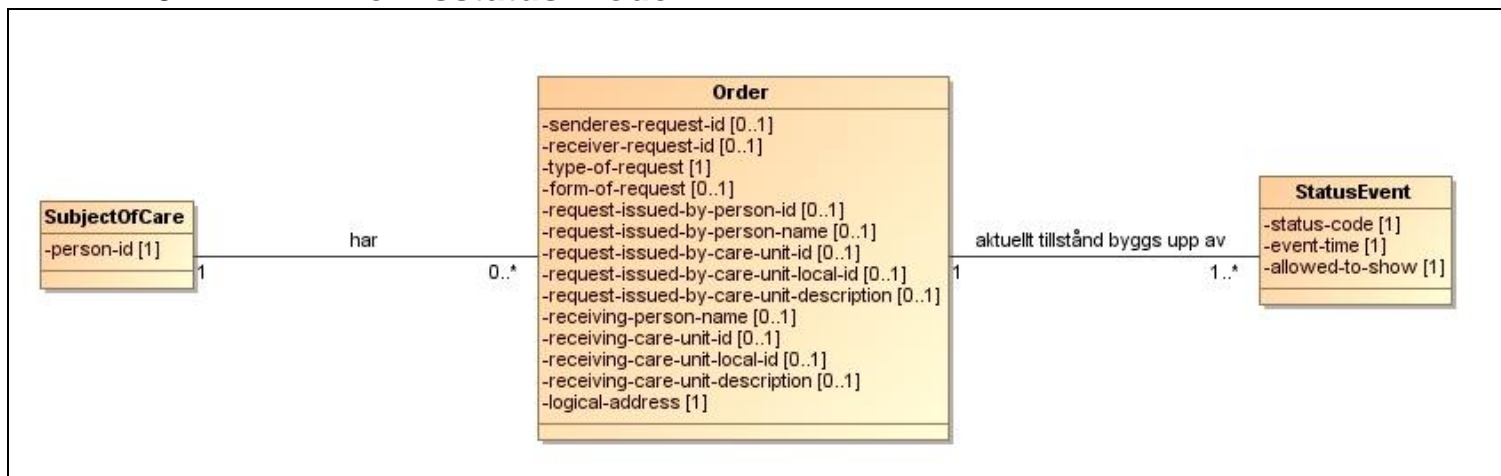 SubjectOfCare
-person-id [1]
har
1
0..*
Order
-senderes-request-id [0..1]
-receiver-request-id [0..1]
-type-of-request [1]
-form-of-request [0..1]
-request-issued-by-person-id [0..1]
-request-issued-by-person-name [0..1]
-request-issued-by-care-unit-id [0..1]
-request-issued-by-care-unit-local-id [0..1]
-request-issued-by-care-unit-description [0..1]
-receiving-person-name [0..1]
-receiving-care-unit-id [0..1]
-receiving-care-unit-local-id [0..1]
-receiving-care-unit-description [0..1]
-logical-address [1]
aktuellt tillstånd byggs upp av
1
1..*
StatusEvent
-status-code [1]
-event-time [1]
-allowed-to-show [1]